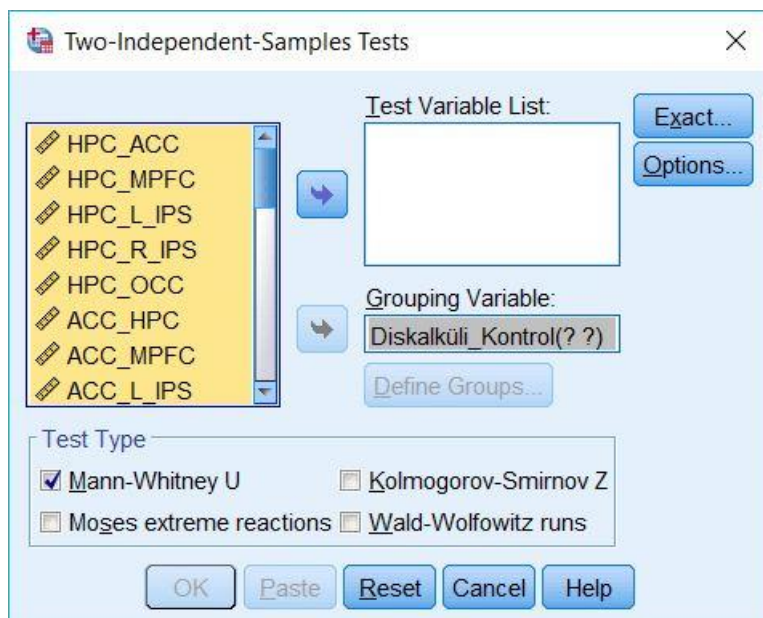 Two-Independent-Samples Tests
HPC_ACC
HPC_MPFC
HPC_L_IPS
HPC_R_IPS
HPC_OCC
ACC_HPC
ACC_MPFC
ACC_L_IPS
Test Variable List:
Exact...
Options...
Grouping Variable:
Diskalküli_Kontrol(? ?)
Define Groups...
Test Type
Mann-Whitney U
Kolmogorov-Smirnov Z
Moses extreme reactions
Wald-Wolfowitz runs
OK
Paste
Reset
Cancel
Help